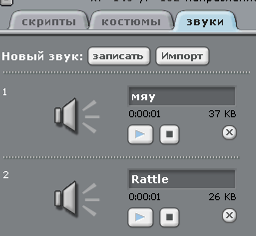 скрипты костюмы звуки
Новый звук: записать Импорт
1
мяу
0:00:01 37 KB
2
Rattle
0:00:01 26 KB